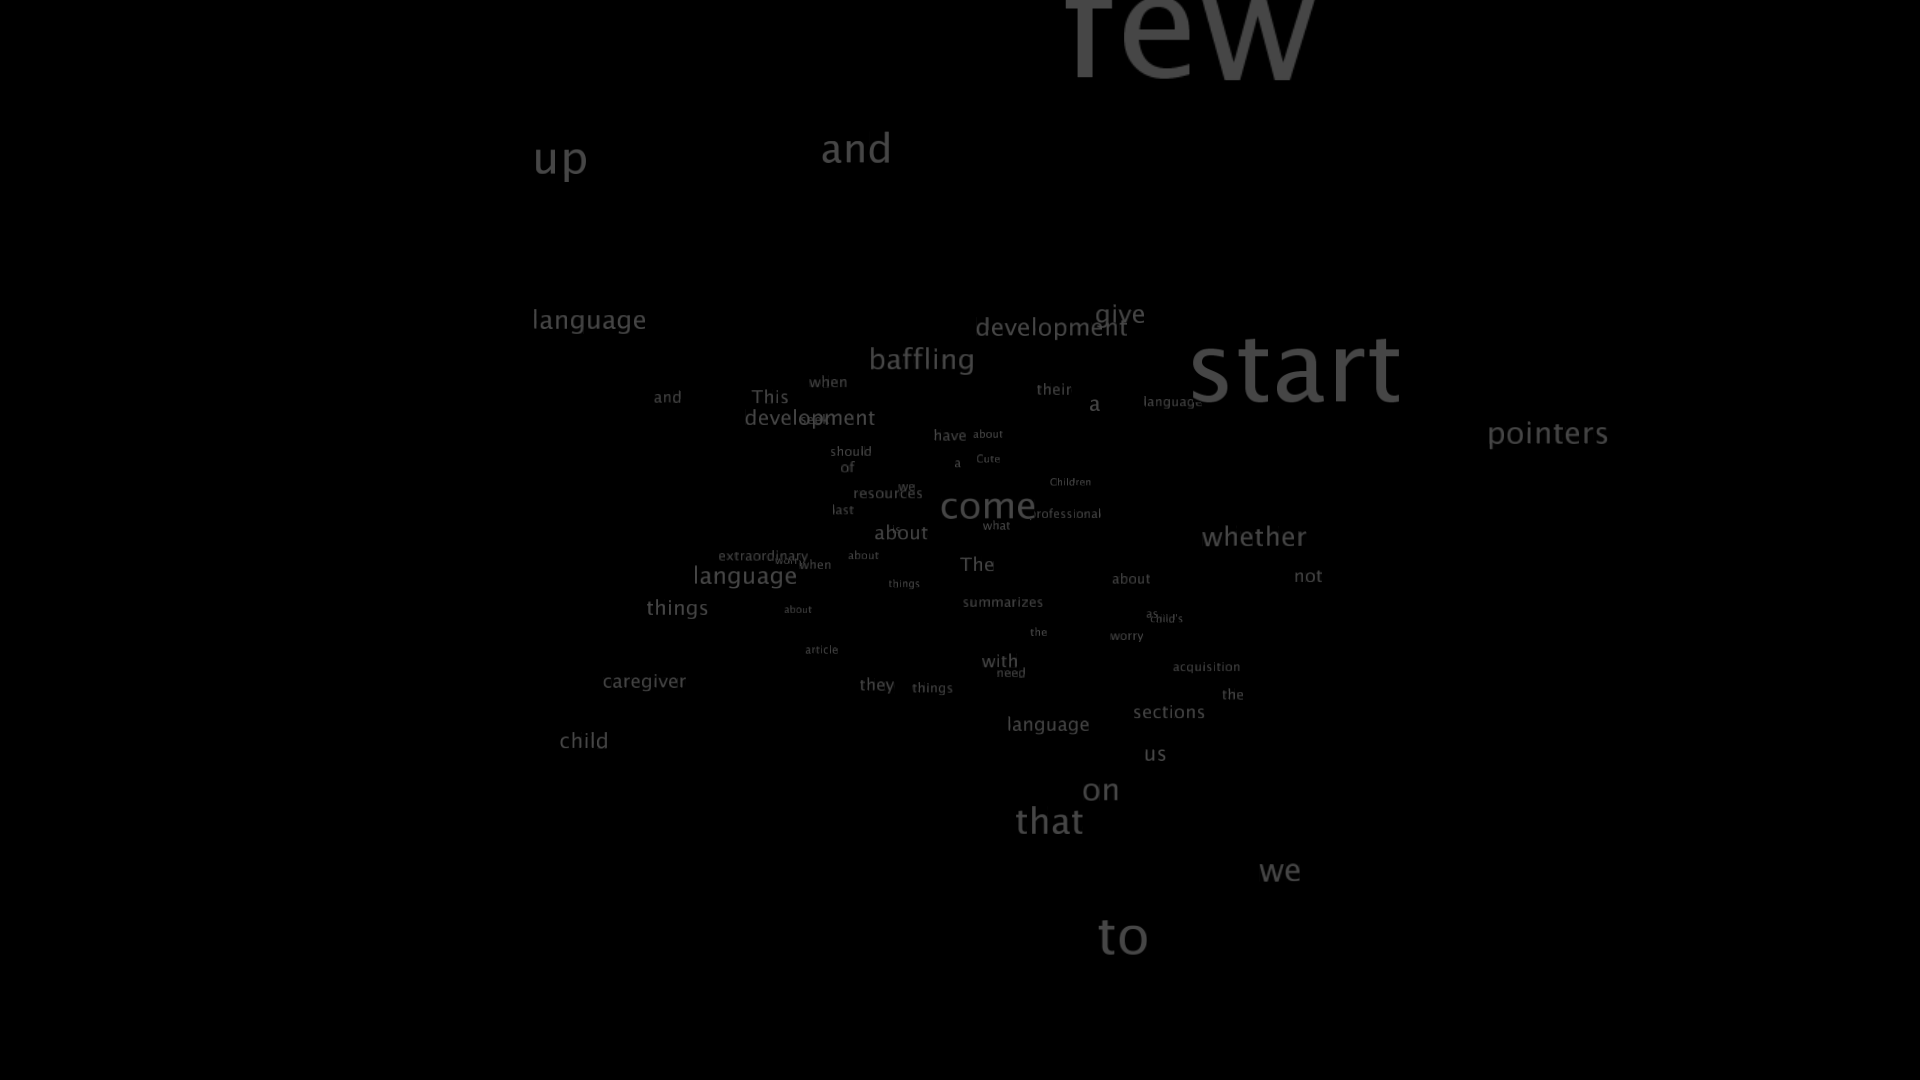 few
up
and
language
give
development
start
baffling
when
their
This
and
a
language
development
seek
pointers
have
about
should
Cute
a
of
Children
we
resources
come
last
professional
is
what
about
whether
extraordinary
about
worry
when
The
language
not
about
things
summarizes
things
about
as
child's
the
worry
article
with
acquisition
need
caregiver
they
things
the
sections
language
child
us
on
that
we
to